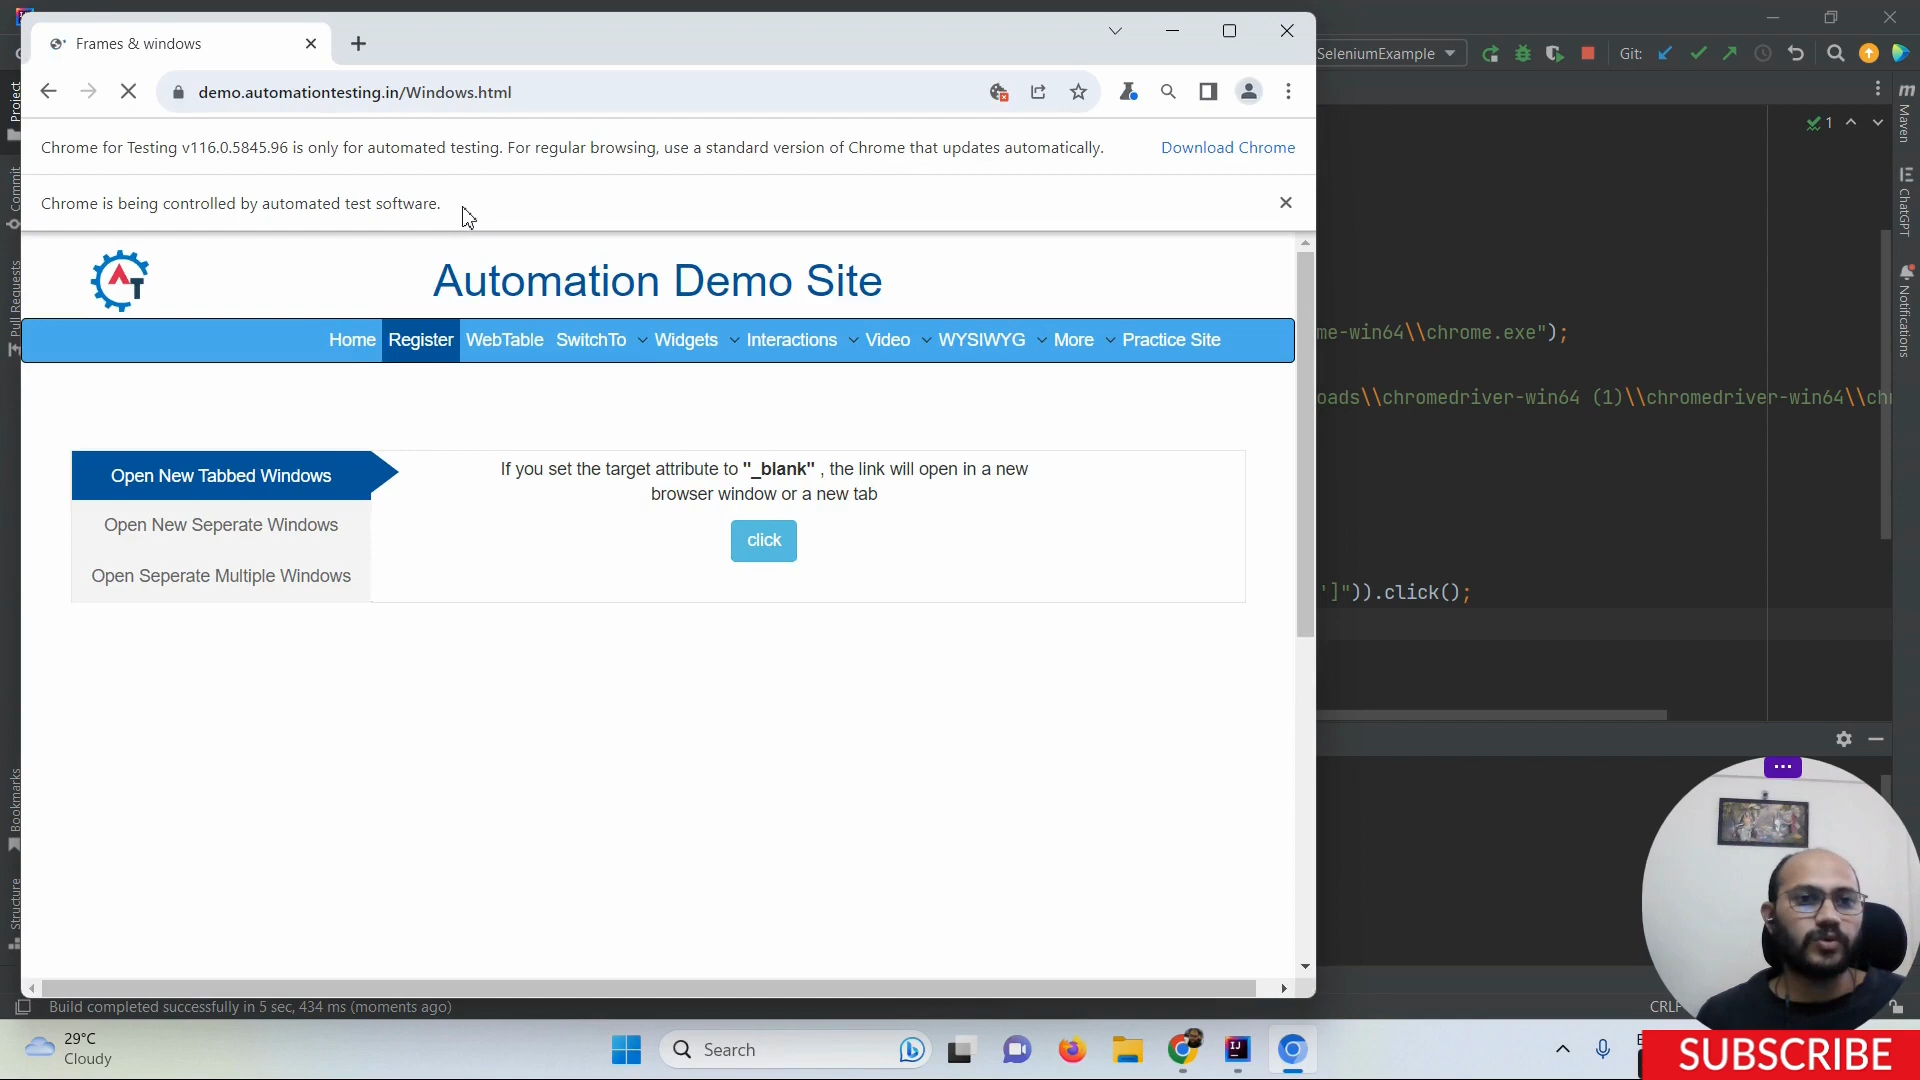 Frames & windows
demo.automationtesting.in/Windows.html
Chrome for Testing v116.0.5845.96 is only for automated testing. For regular browsing, use a standard version of Chrome that updates automatically.
Download Chrome
Chrome is being controlled by automated test software.
AT
Automation Demo Site
Home Register WebTable SwitchTo Widgets Interactions Video WYSIWYG More Practice Site
Open New Tabbed Windows
Open New Seperate Windows
Open Seperate Multiple Windows
If you set the target attribute to "_blank" , the link will open in a new
browser window or a new tab
click
SeleniumExample
Git:
1
me-win64\\chrome.exe");
oads\\chromedriver-win64 (1)\\chromedriver-win64\\ch
']")).click();
Project
Commit
Pull Requests
Bookmarks
Structure
Maven
ChatGPT
Notifications
Build completed successfully in 5 sec, 434 ms (moments ago)
CRLF
29°C
Cloudy
Search
SUBSCRIBE